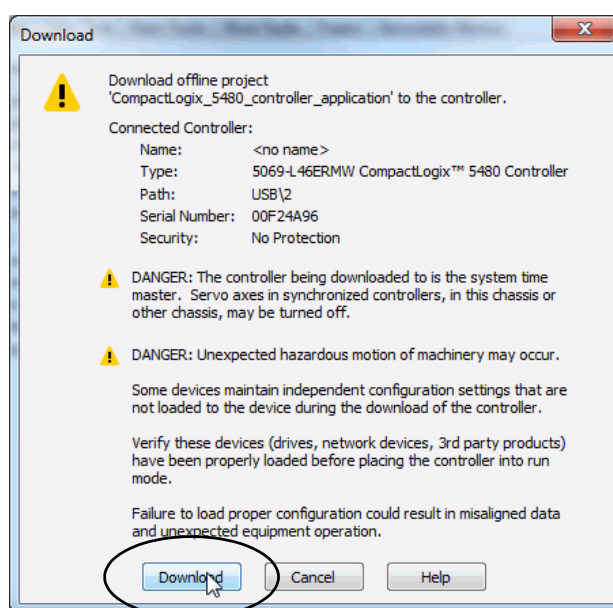 Download
Download offline project
'CompactLogix_5480_controller_application' to the controller.
Connected Controller:
Name: <no name>
Type: 5069-L46ERMW CompactLogix™ 5480 Controller
Path: USB\2
Serial Number: 00F24A96
Security: No Protection
DANGER: The controller being downloaded to is the system time
master. Servo axes in synchronized controllers, in this chassis or
other chassis, may be turned off.
DANGER: Unexpected hazardous motion of machinery may occur.
Some devices maintain independent configuration settings that are
not loaded to the device during the download of the controller.
Verify these devices (drives, network devices, 3rd party products)
have been properly loaded before placing the controller into run
mode.
Failure to load proper configuration could result in misaligned data
and unexpected equipment operation.
Download Cancel Help